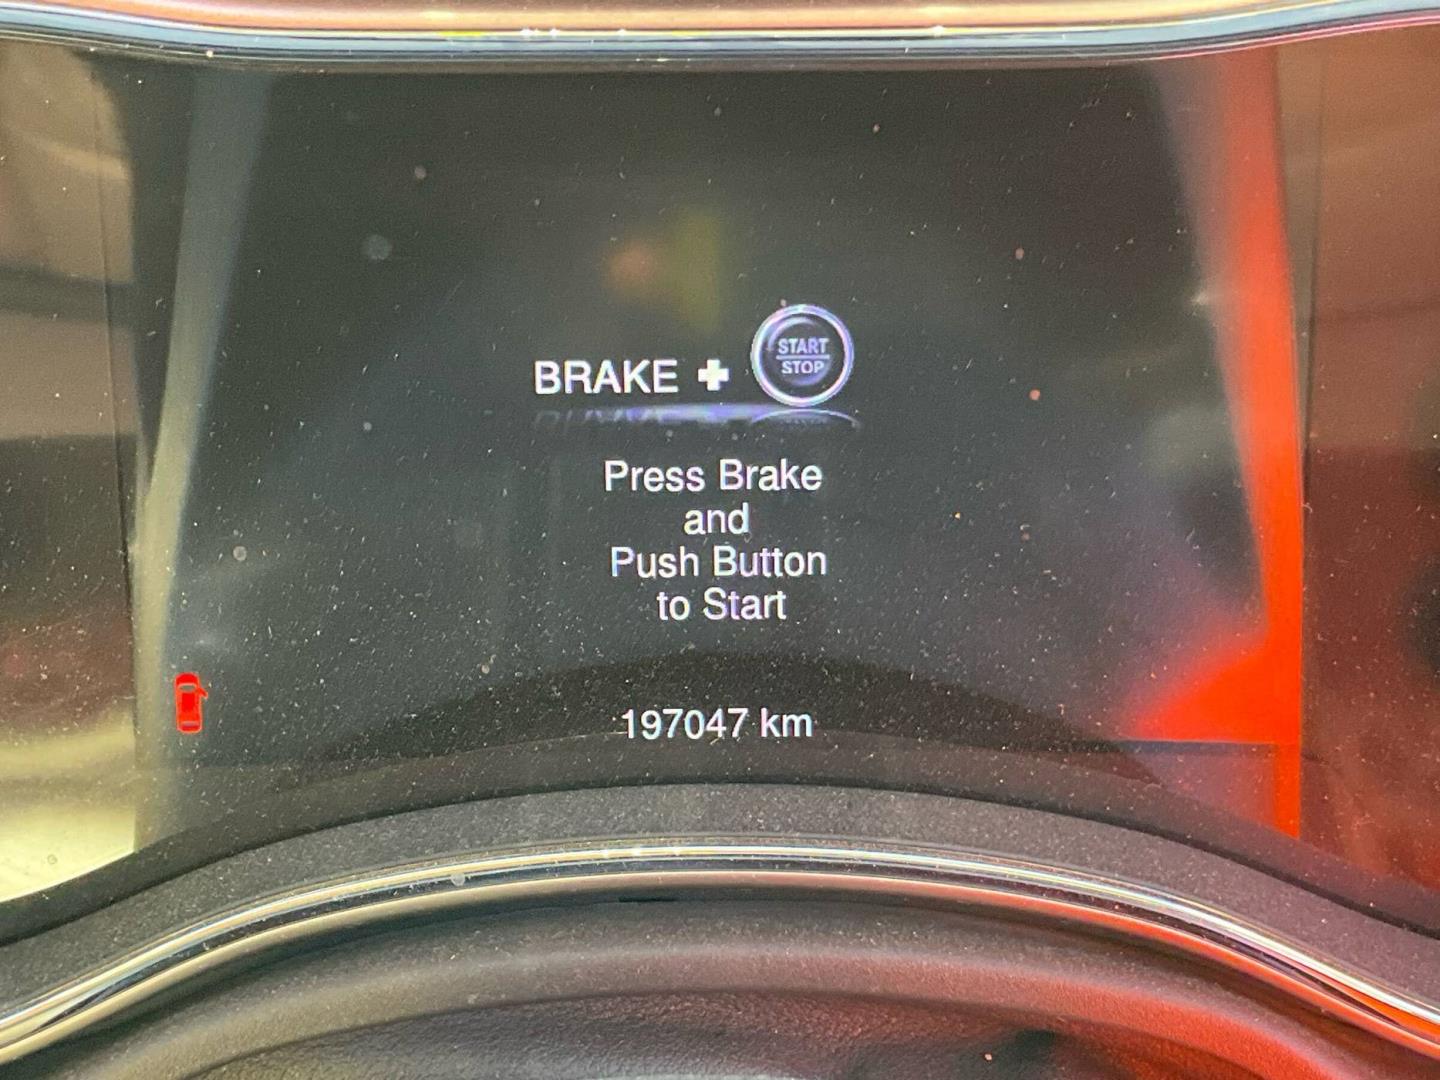 BRAKE + START STOP
Press Brake
and
Push Button
to Start
197047 km